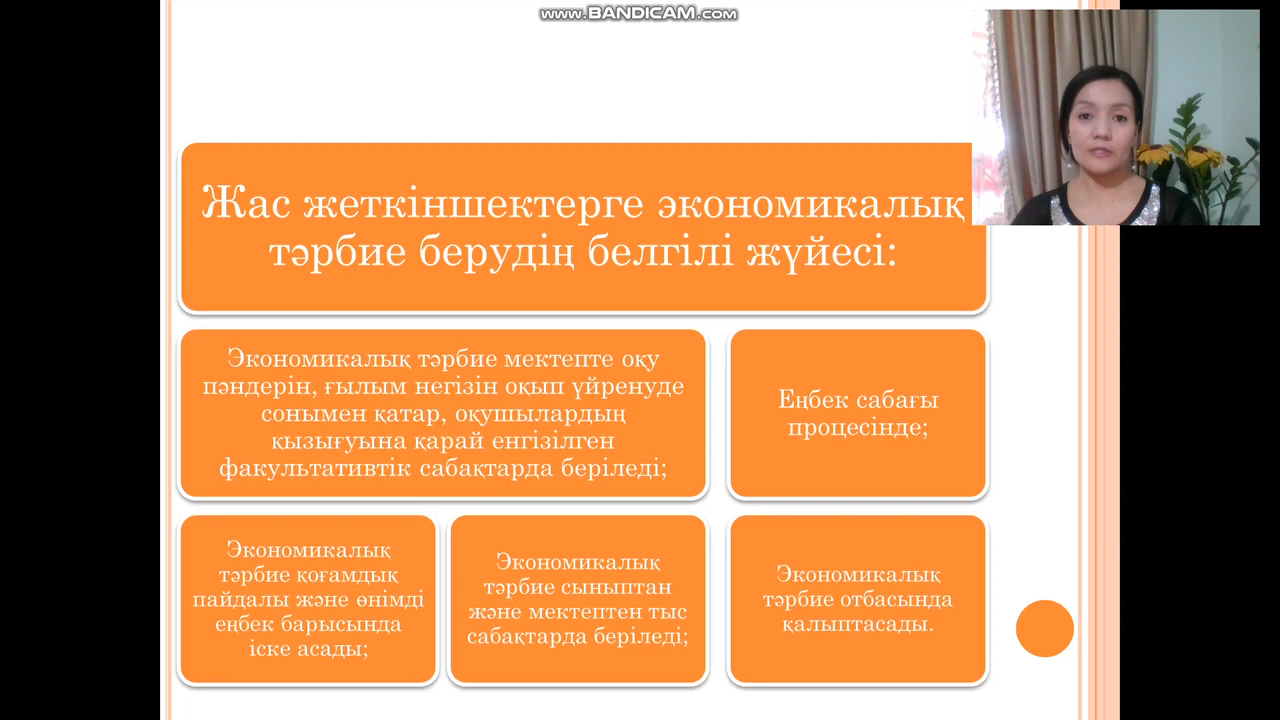 www.BANDICAM.com
Жас жеткіншектерге экономикалық
тәрбие берудің белгілі жүйесі:
Экономикалық тәрбие мектепте оқу
пәндерін, ғылым негізін оқып үйренуде
сонымен қатар, оқушылардың
қызығуына қарай енгізілген
факультативтік сабақтарда беріледі;
Еңбек сабағы
процесінде;
Экономикалық
тәрбие қоғамдық
пайдалы және өнімді
еңбек барысында
іске асады;
Экономикалық
тәрбие сыныптан
және мектептен тыс
сабақтарда беріледі;
Экономикалық
тәрбие отбасында
қалыптасады.